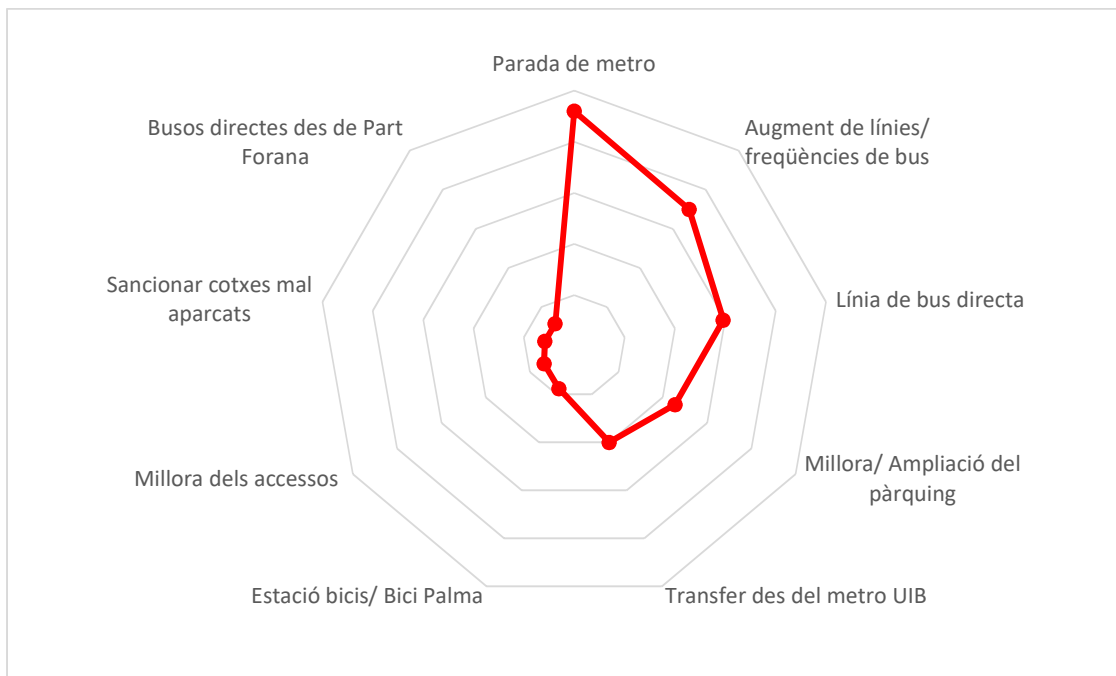 Parada de metro
Augment de línies/
freqüències de bus
Línia de bus directa
Millora/ Ampliació del
pàrquing
Transfer des del metro UIB
Estació bicis/ Bici Palma
Millora dels accessos
Sancionar cotxes mal
aparcats
Busos directes des de Part
Forana